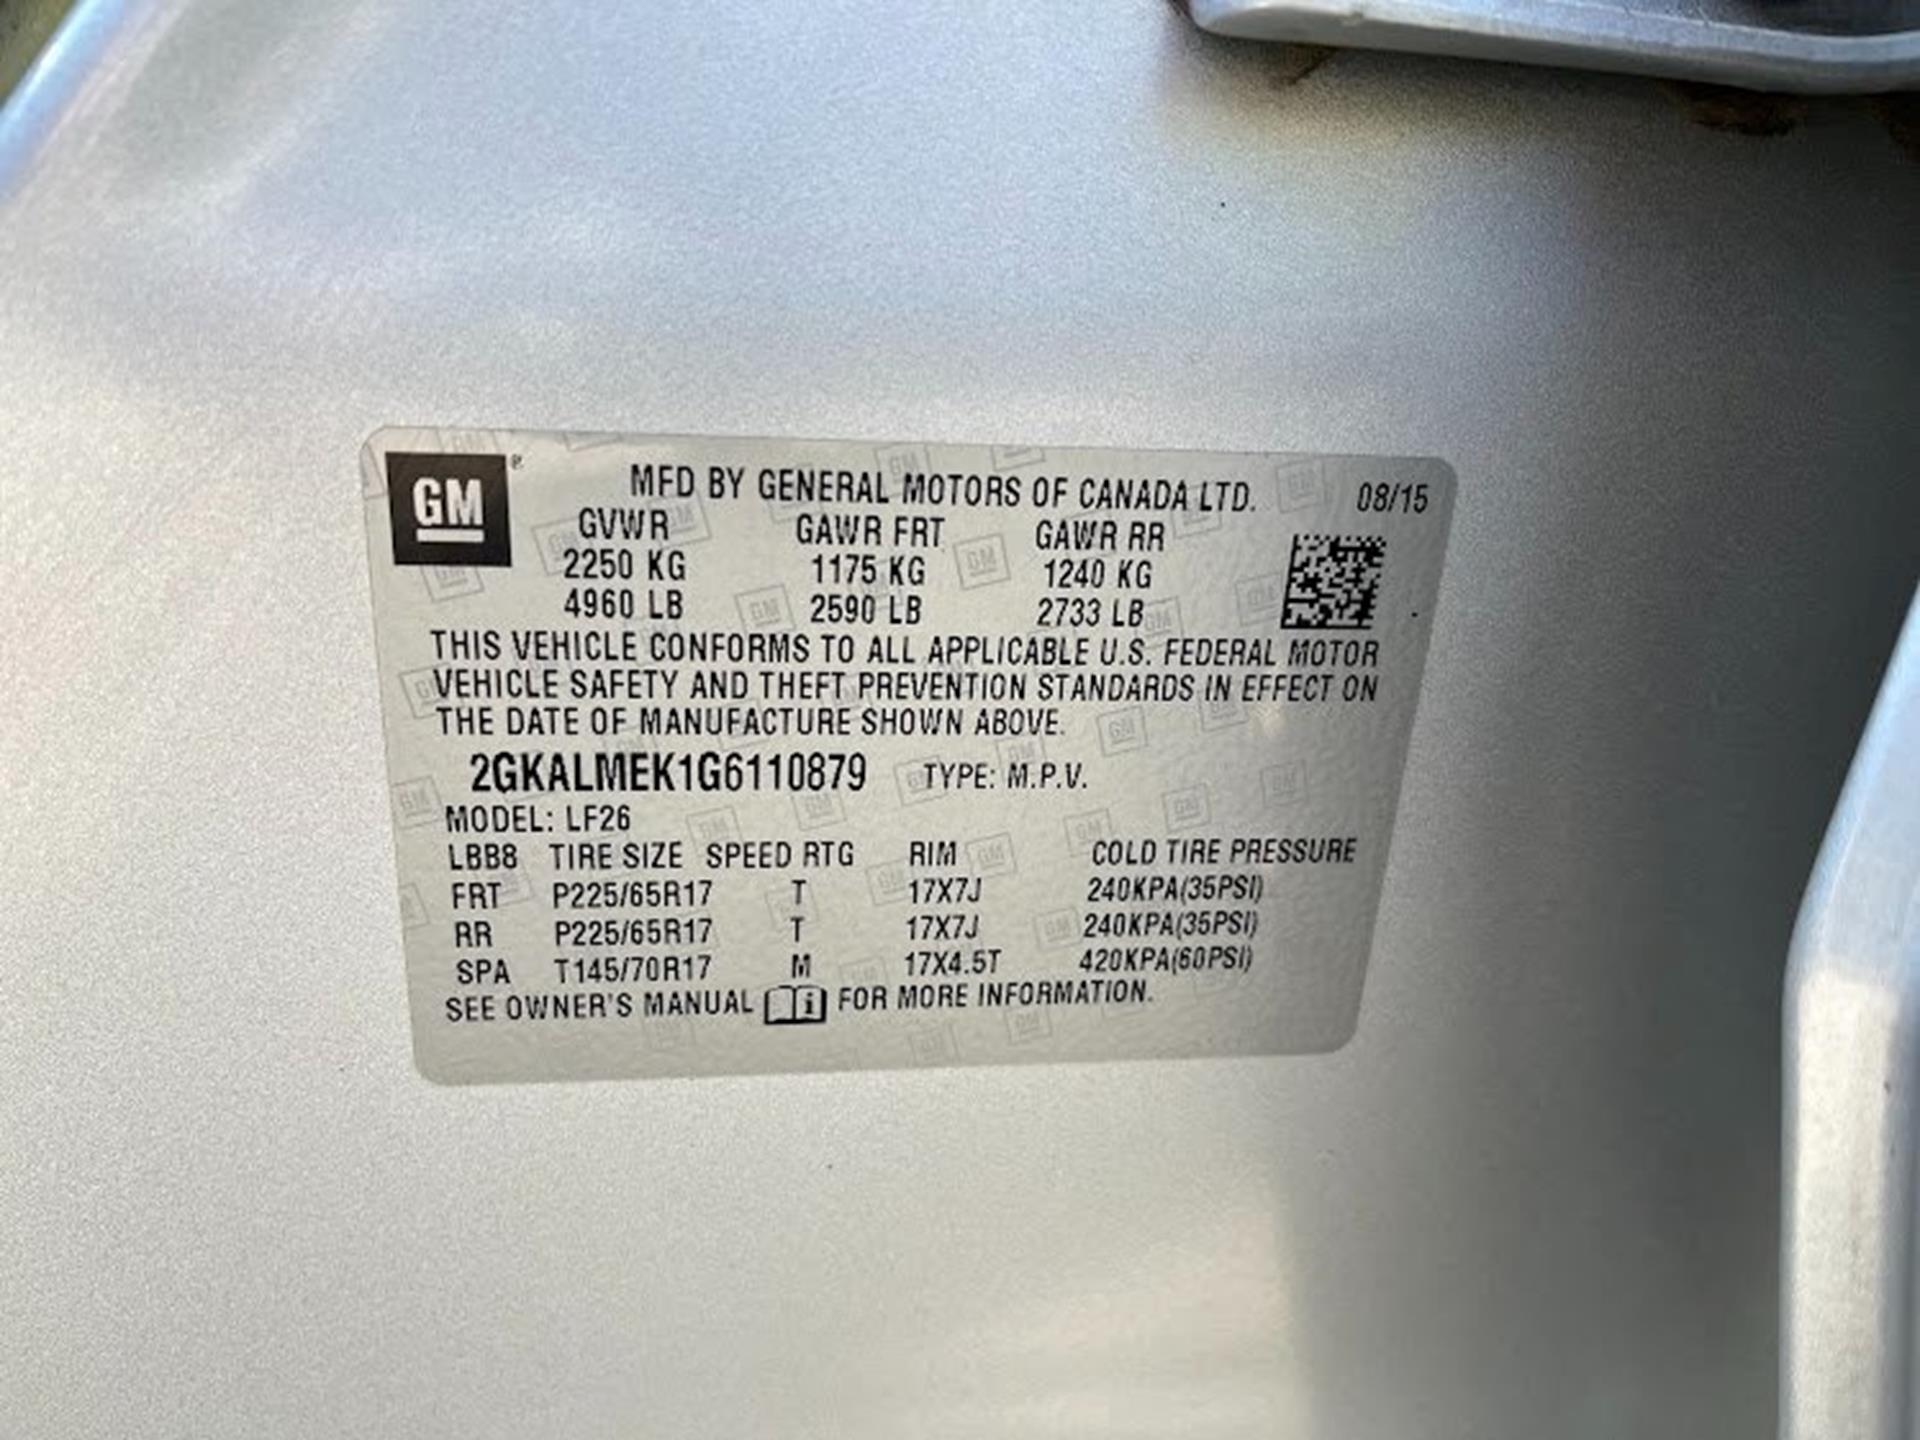 GM ®
MFD BY GENERAL MOTORS OF CANADA LTD. 08/15
GVWR GAWR FRT GAWR RR
2250 KG 1175 KG 1240 KG
4960 LB 2590 LB 2733 LB
THIS VEHICLE CONFORMS TO ALL APPLICABLE U.S. FEDERAL MOTOR
VEHICLE SAFETY AND THEFT PREVENTION STANDARDS IN EFFECT ON
THE DATE OF MANUFACTURE SHOWN ABOVE.
2GKALMEK1G6110879 TYPE: M.P.V.
MODEL: LF26
LBB8 TIRE SIZE SPEED RTG RIM COLD TIRE PRESSURE
FRT P225/65R17 T 17X7J 240KPA(35PSI)
RR P225/65R17 T 17X7J 240KPA(35PSI)
SPA T145/70R17 M 17X4.5T 420KPA(60PSI)
SEE OWNER'S MANUAL i FOR MORE INFORMATION.